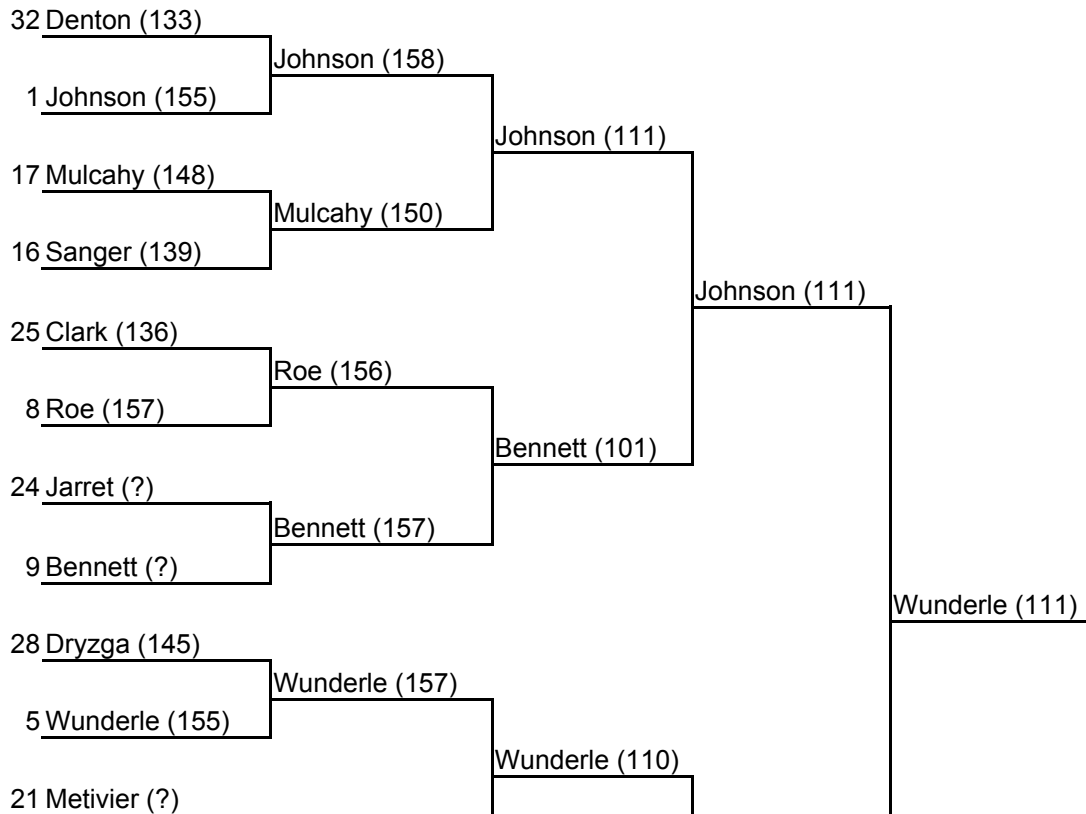 32 Denton (133)
Johnson (158)
1 Johnson (155)
Johnson (111)
17 Mulcahy (148)
Mulcahy (150)
16 Sanger (139)
Johnson (111)
25 Clark (136)
Roe (156)
8 Roe (157)
Bennett (101)
24 Jarret (?)
Bennett (157)
9 Bennett (?)
Wunderle (111)
28 Dryzga (145)
Wunderle (157)
5 Wunderle (155)
Wunderle (110)
21 Metivier (?)